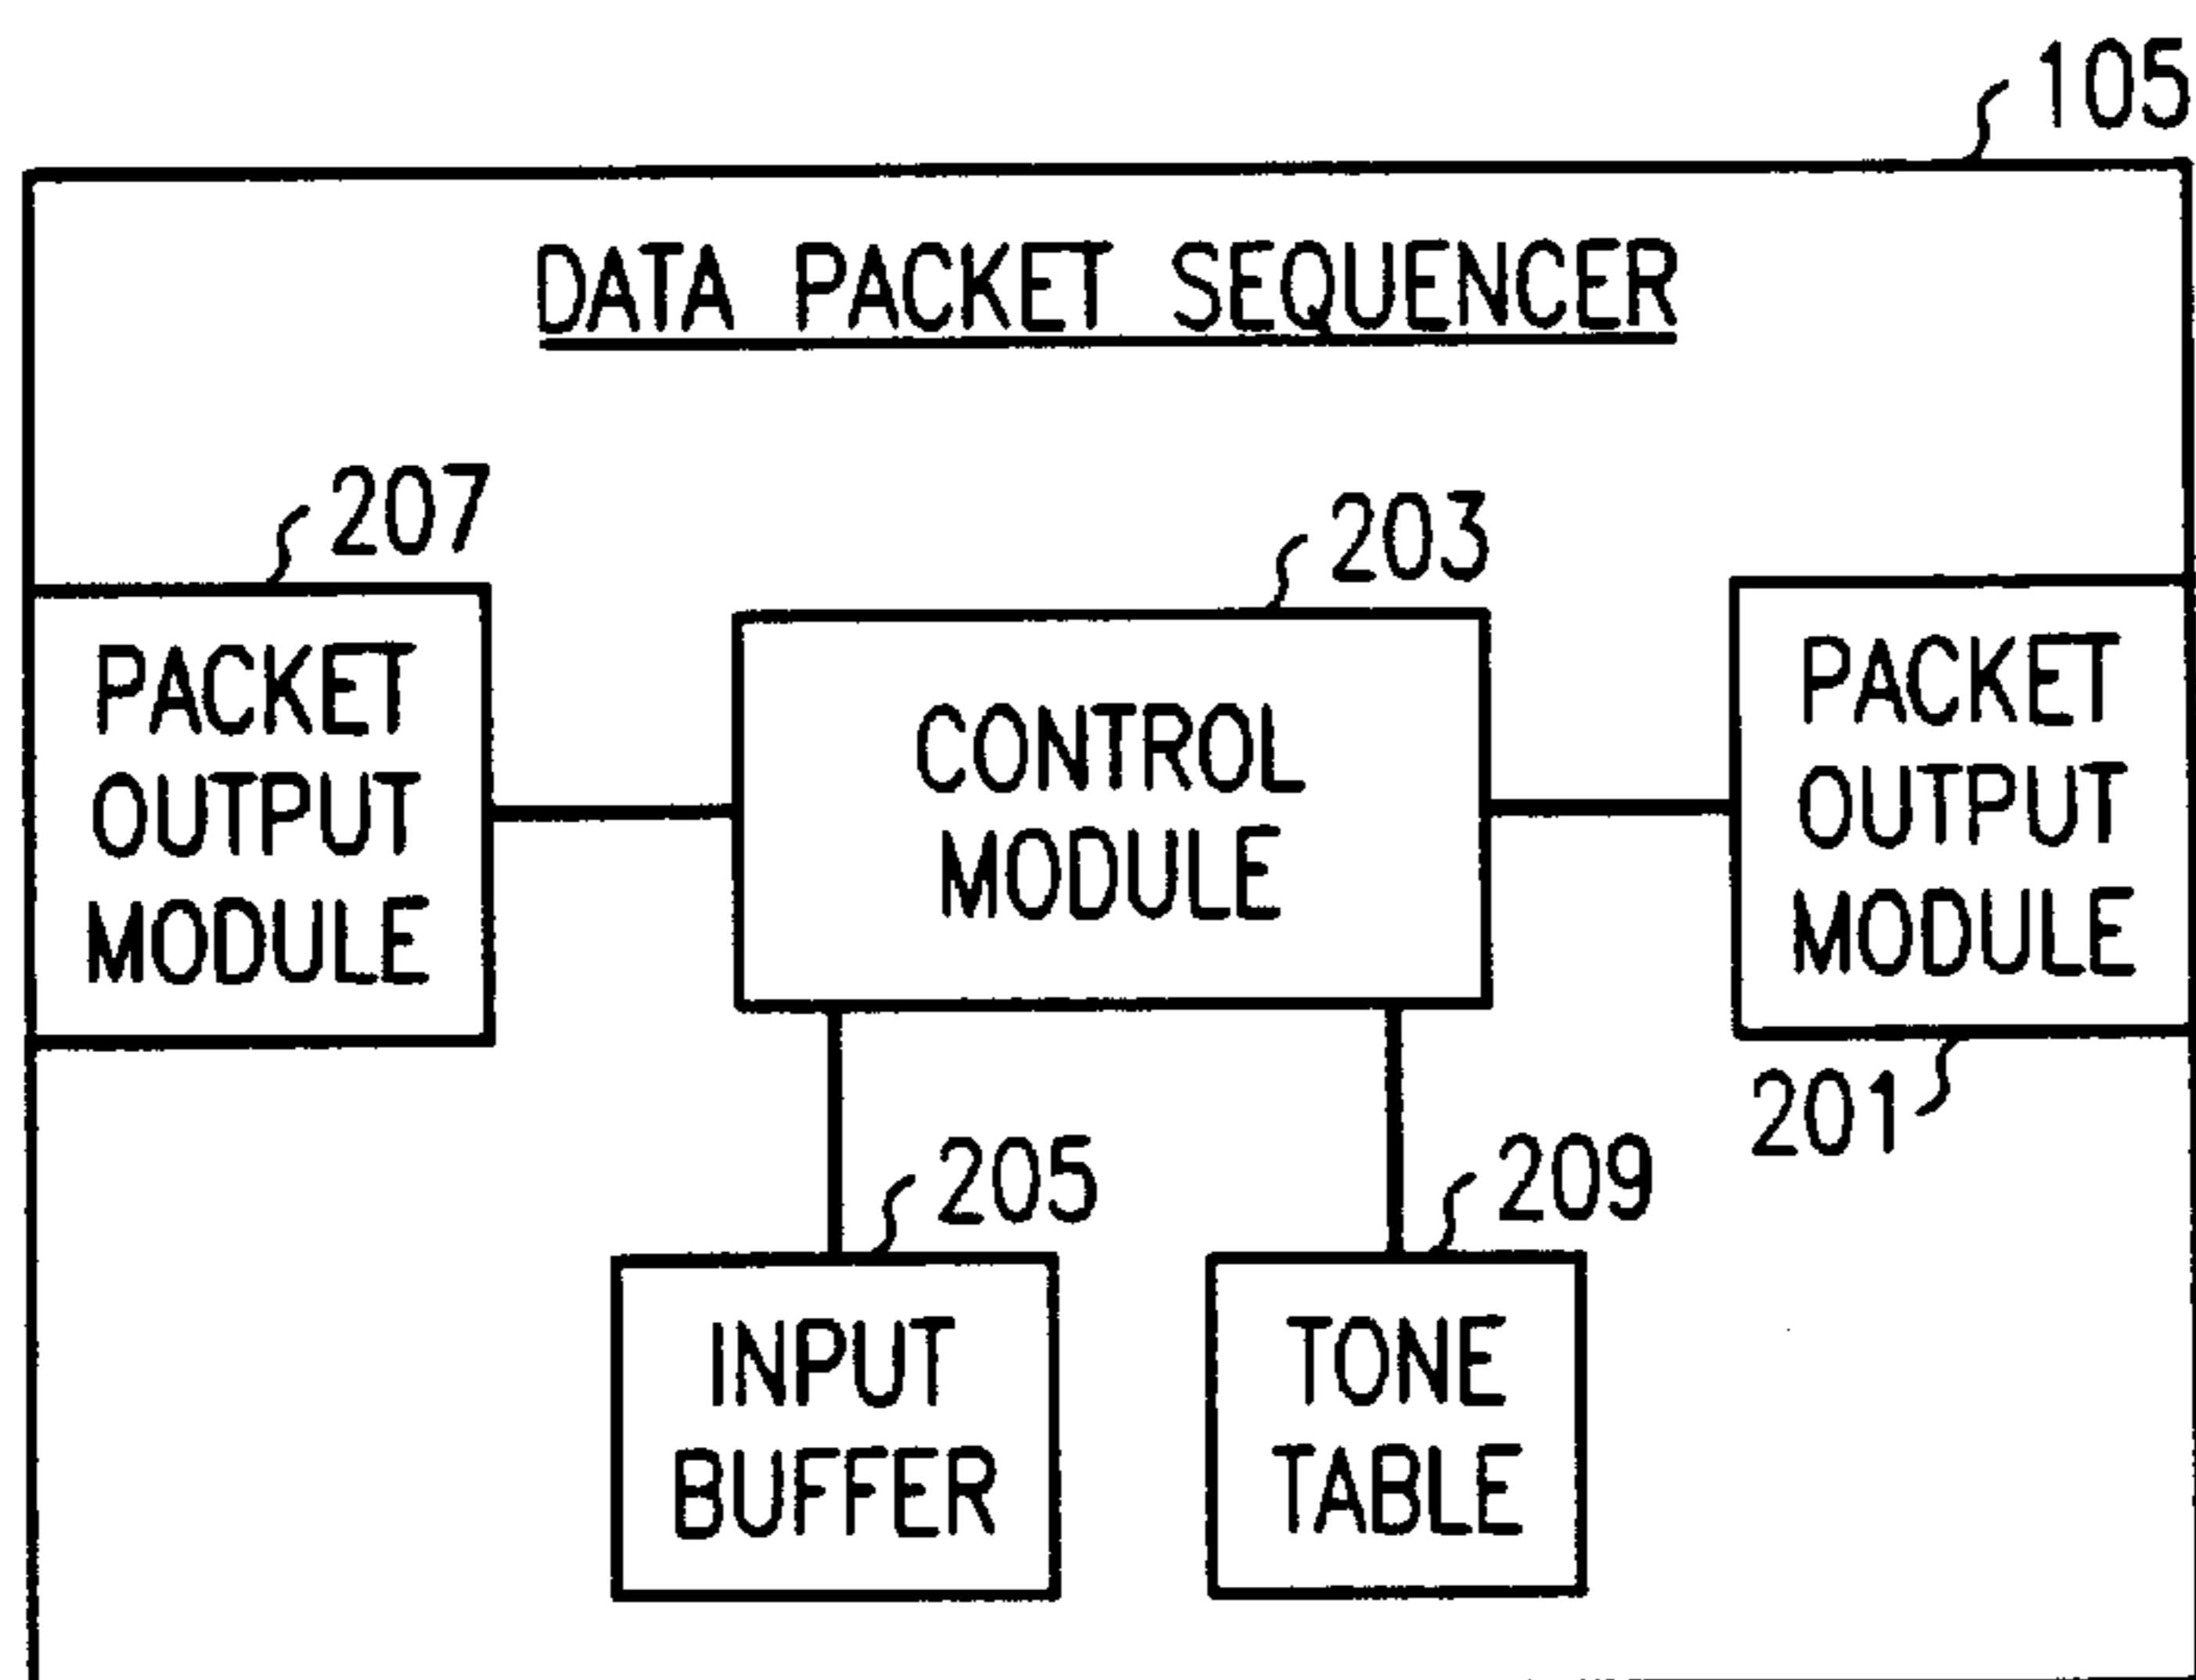 105
DATA PACKET SEQUENCER
207
203
PACKET
OUTPUT
MODULE
CONTROL
MODULE
PACKET
OUTPUT
MODULE
201
205
209
INPUT
BUFFER
TONE
TABLE